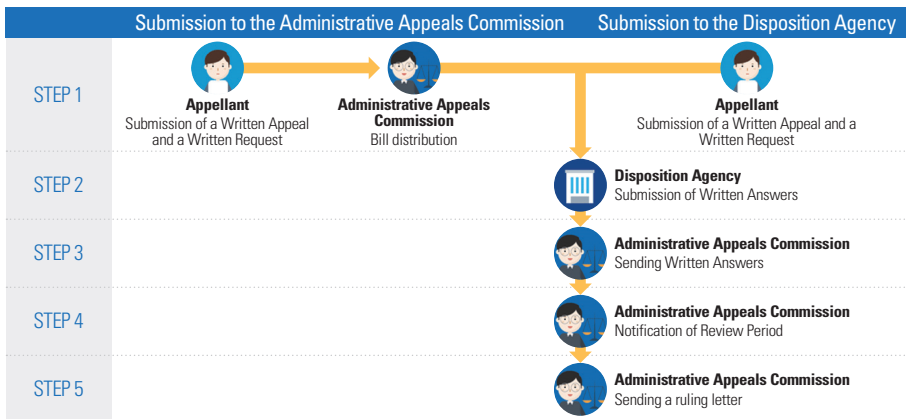 Submission to the Administrative Appeals Commission
Submission to the Disposition Agency
STEP 1
Appellant
Submission of a Written Appeal
and a Written Request
Administrative Appeals
Commission
Bill distribution
Appellant
Submission of a Written Appeal and a
Written Request
STEP 2
Disposition Agency
Submission of Written Answers
STEP 3
Administrative Appeals Commission
Sending Written Answers
STEP 4
Administrative Appeals Commission
Notification of Review Period
STEP 5
Administrative Appeals Commission
Sending a ruling letter